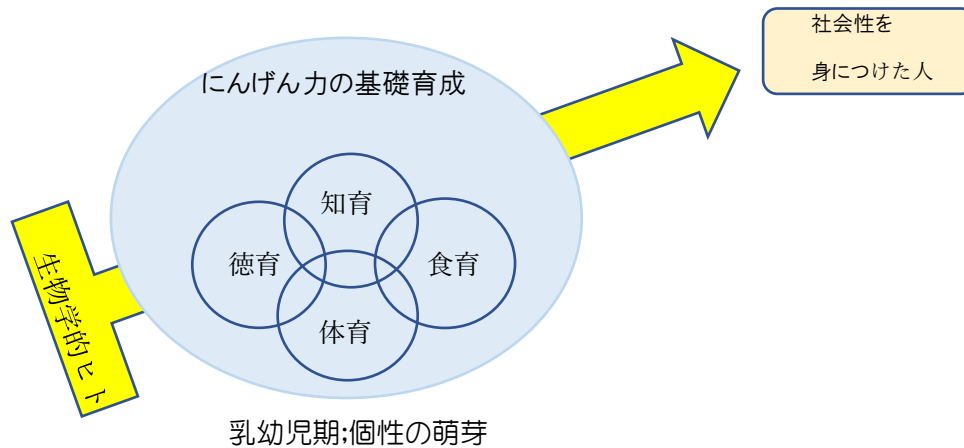 社会性を
身につけた人
にんげん力の基礎育成
知育
徳育
食育
体育
生物学的ヒト
乳幼児期;個性の萌芽